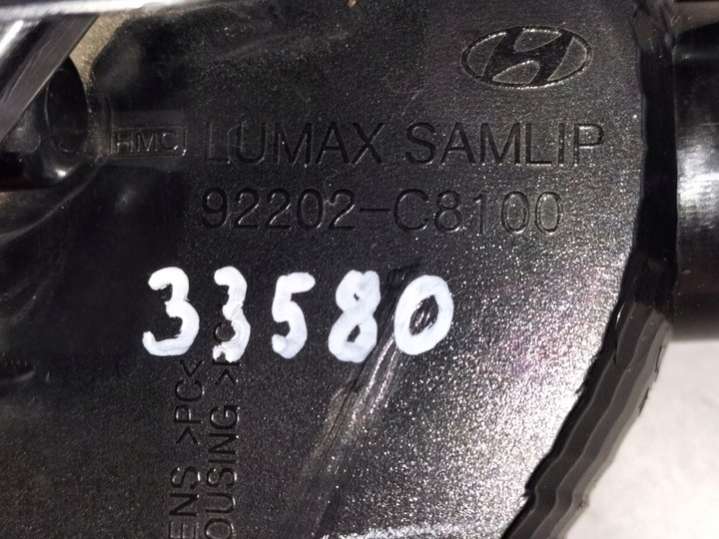 HMC LUMAX SAMLIP
92202-C8100
33580
ENS >PC<
OUSING >PC